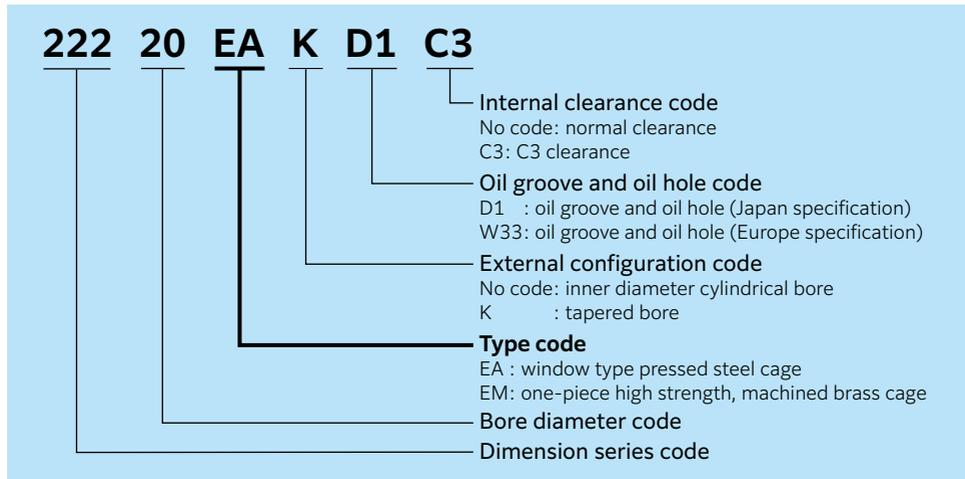 222 20 EA K D1 C3
Internal clearance code
No code: normal clearance
C3: C3 clearance
Oil groove and oil hole code
D1 : oil groove and oil hole (Japan specification)
W33: oil groove and oil hole (Europe specification)
External configuration code
No code: inner diameter cylindrical bore
K : tapered bore
Type code
EA : window type pressed steel cage
EM: one-piece high strength, machined brass cage
Bore diameter code
Dimension series code